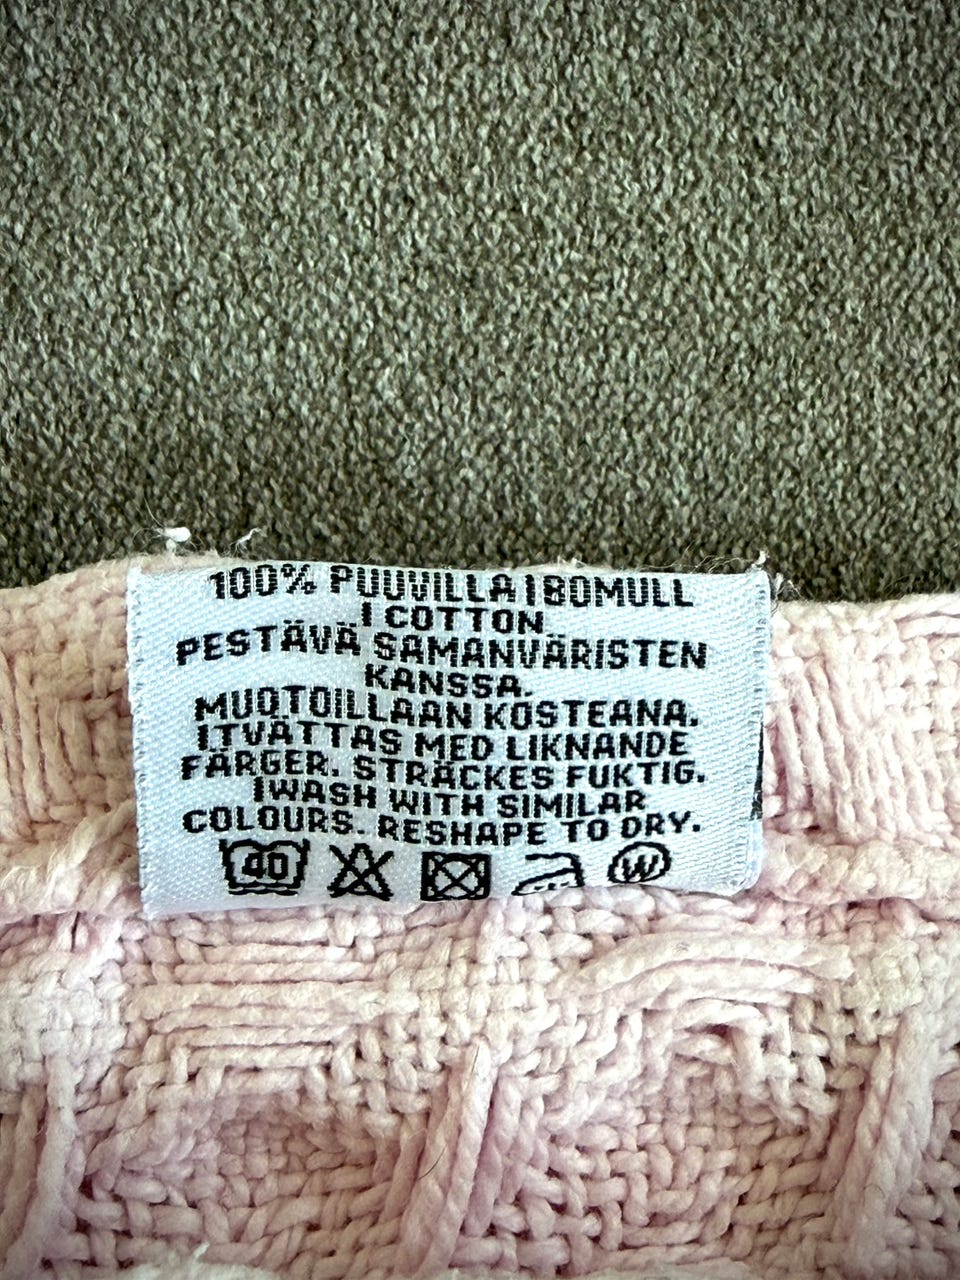 100% PUUVILLA | BOMULL
| COTTON
PESTÄVÄ SAMANVÄRISTEN
KANSSA.
MUOTOILLAAN KOSTEANA.
|TVÄTTAS MED LIKNANDE
FÄRGER. STRÄCKES FUKTIG.
|WASH WITH SIMILAR
COLOURS. RESHAPE TO DRY.
40 W